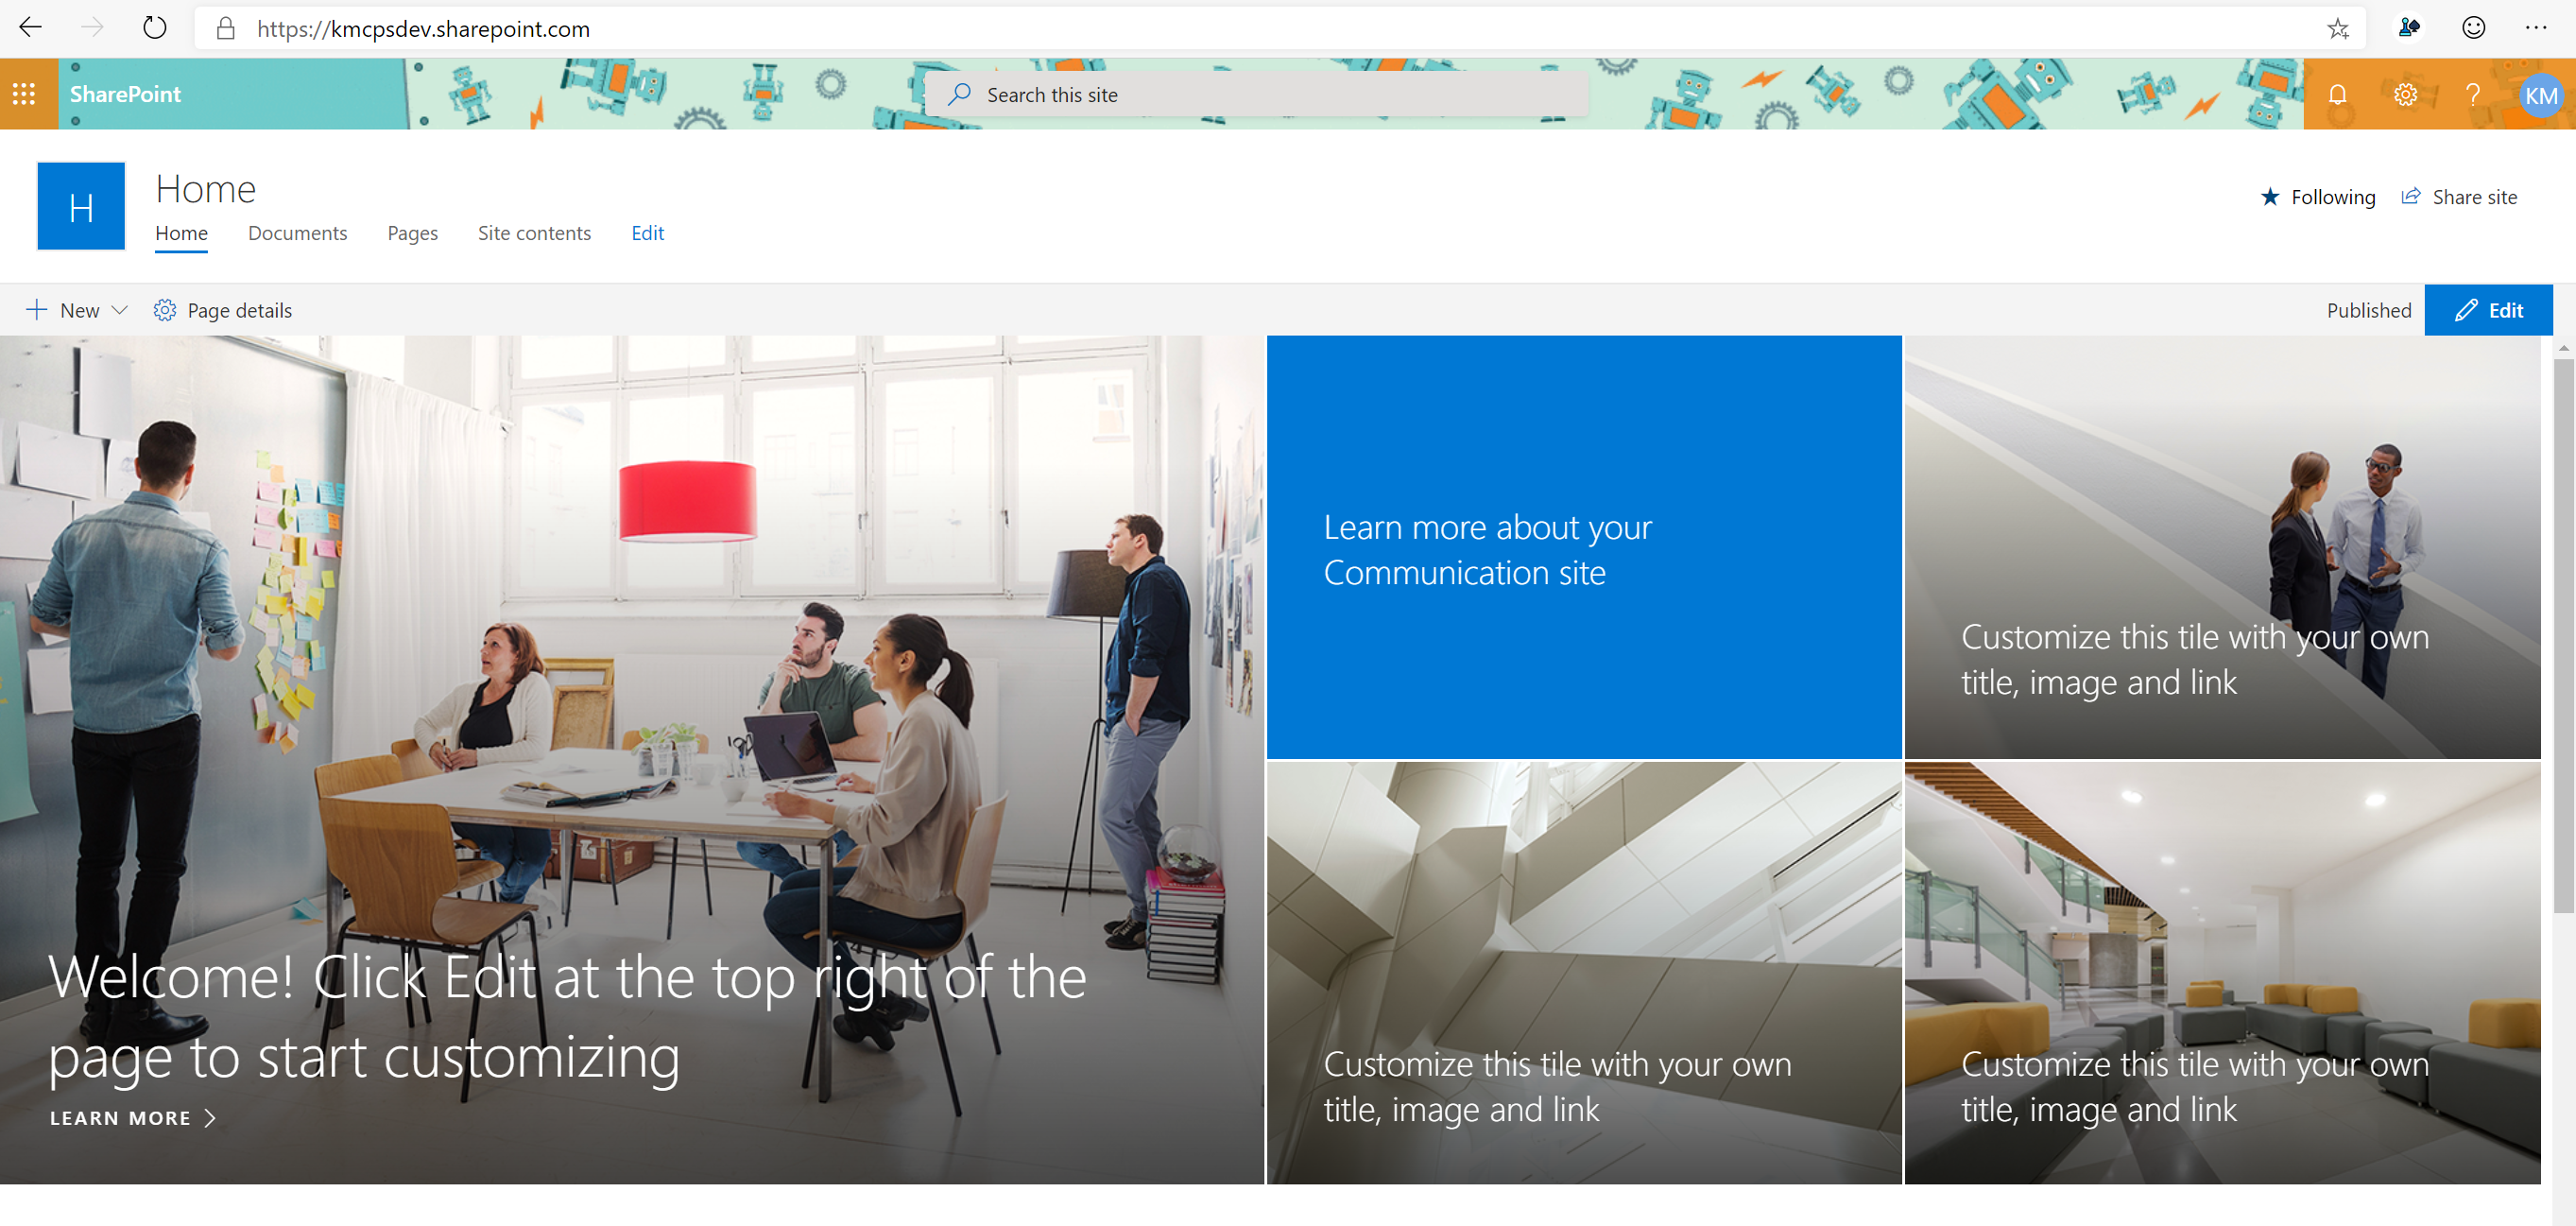 https://kmcpsdev.sharepoint.com
SharePoint
Search this site
KM
H
Home
Following
Share site
Home
Documents
Pages
Site contents
Edit
New
Page details
Published
Edit
Learn more about your
Communication site
Customize this tile with your own
title, image and link
Welcome! Click Edit at the top right of the
page to start customizing
LEARN MORE
Customize this tile with your own
title, image and link
Customize this tile with your own
title, image and link